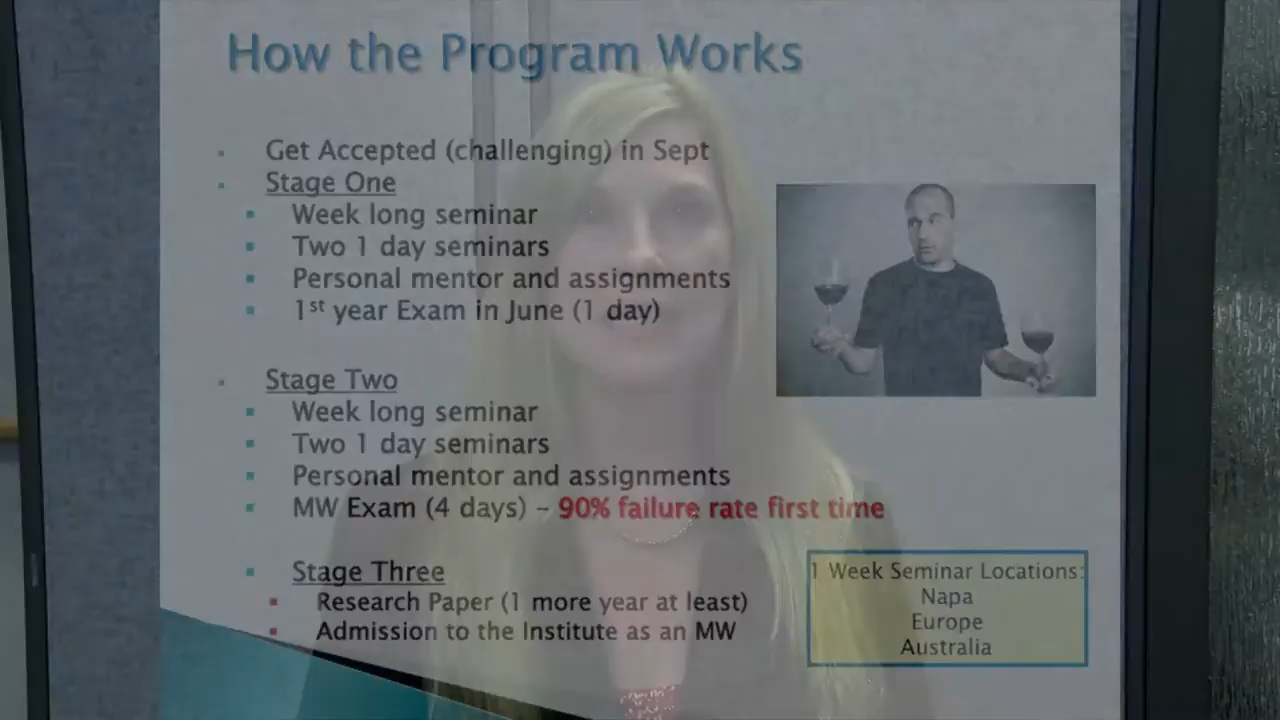 How the Program Works
Get Accepted (challenging) in Sept
Stage One
Week long seminar
Two 1 day seminars
Personal mentor and assignments
1st year Exam in June (1 day)
Stage Two
Week long seminar
Two 1 day seminars
Personal mentor and assignments
MW Exam (4 days) – 90% failure rate first time
Stage Three
Research Paper (1 more year at least)
Admission to the Institute as an MW
1 Week Seminar Locations:
Napa
Europe
Australia